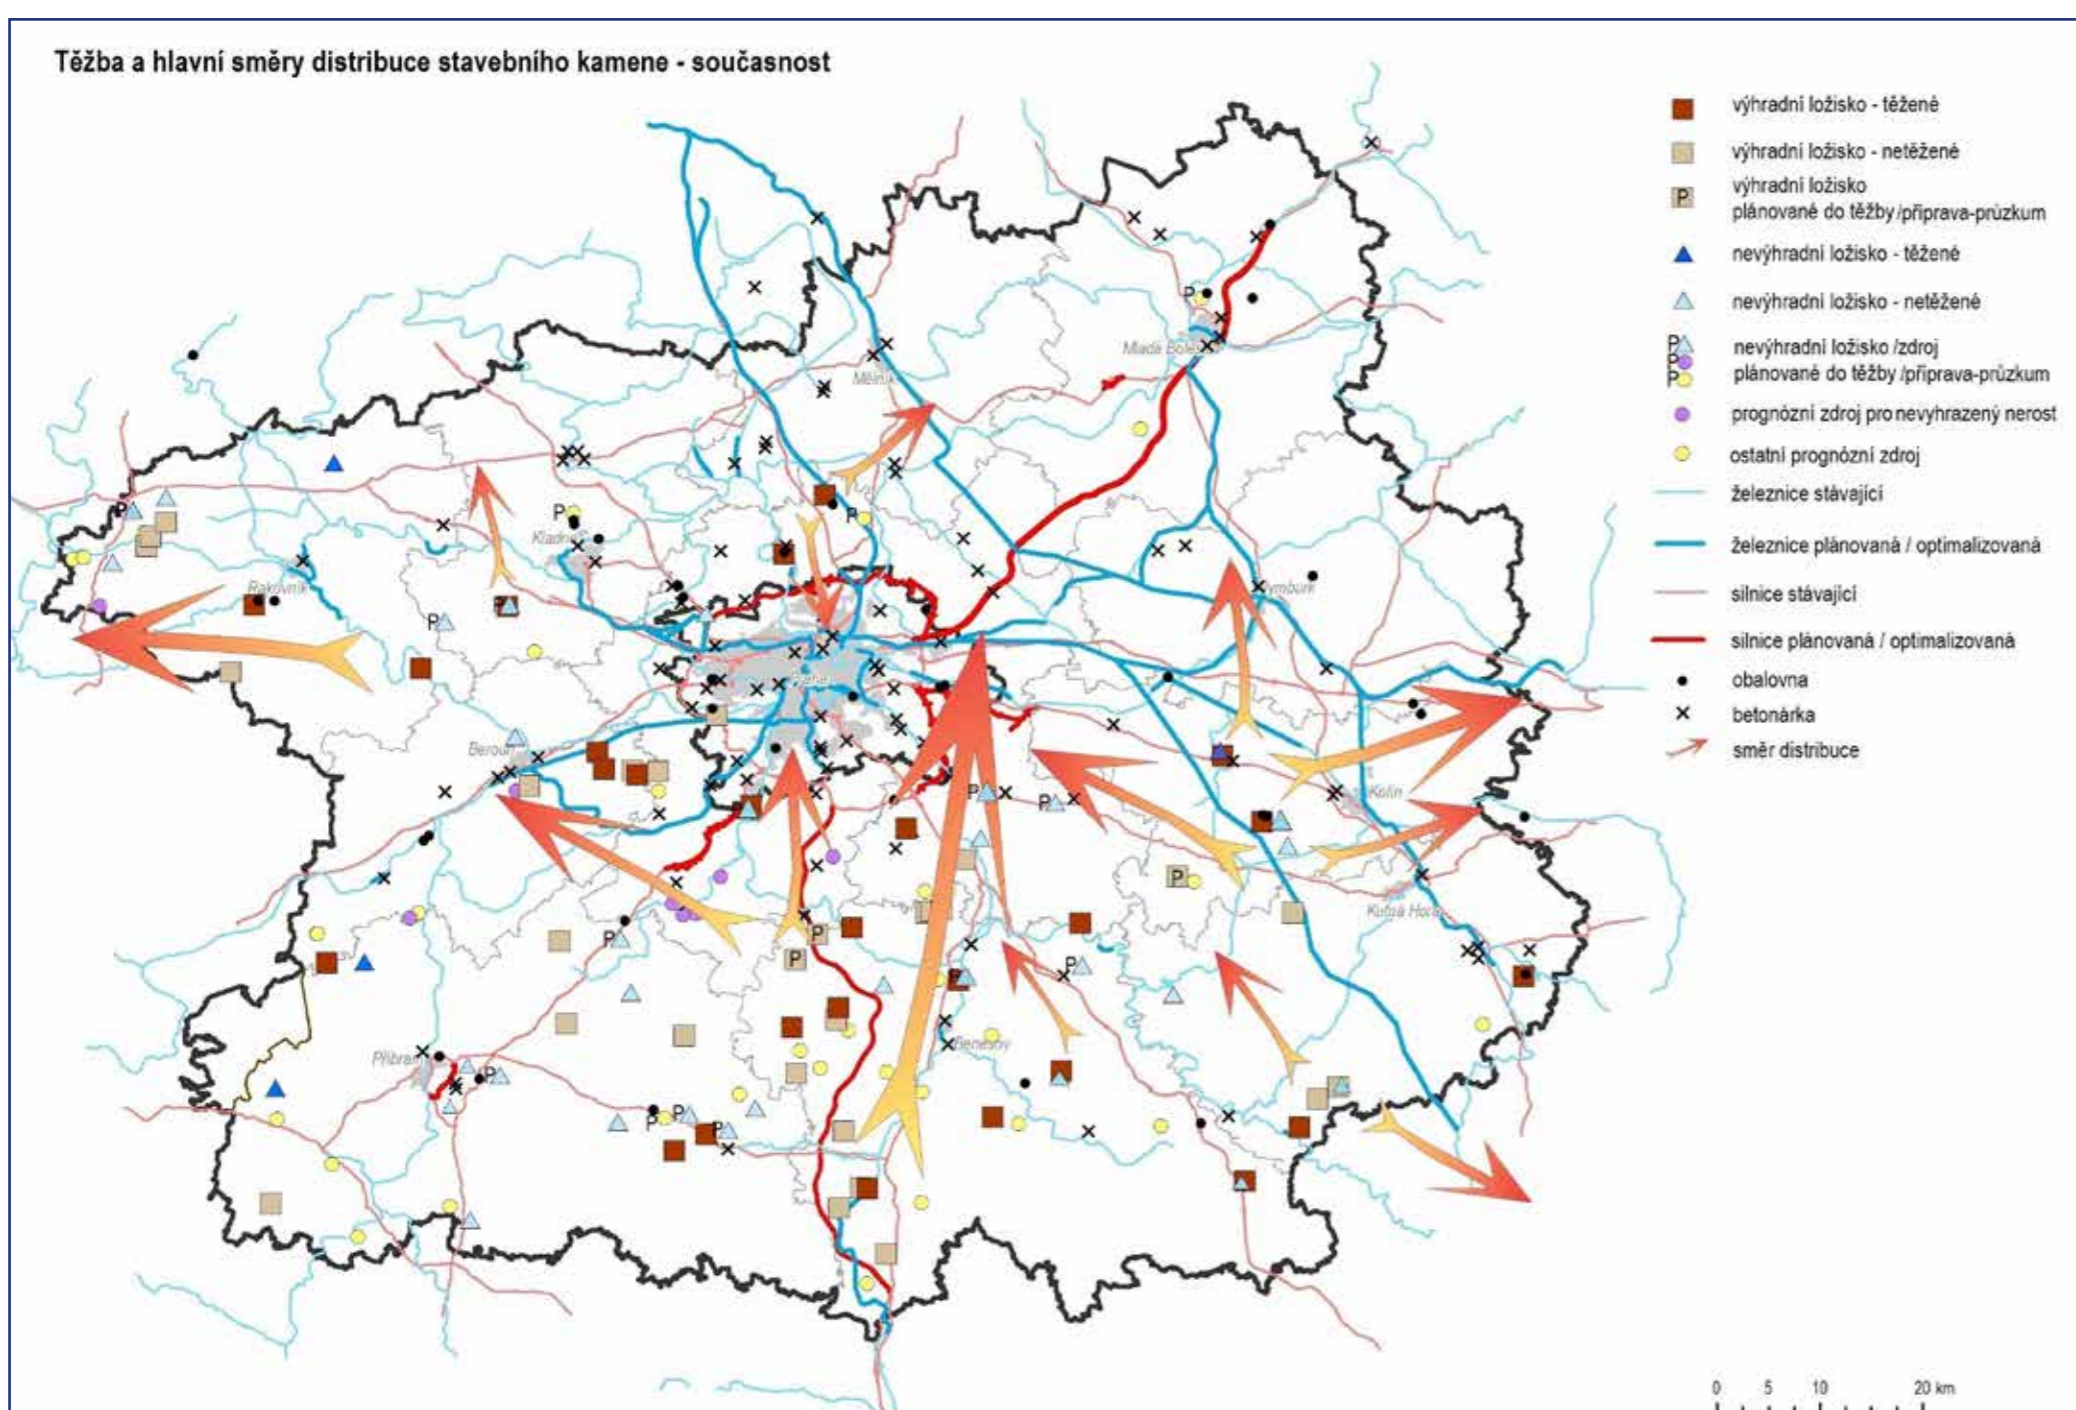 Těžba a hlavní směry distribuce stavebního kamene - současnost
výhradní ložisko - těžené
výhradní ložisko - netěžené
P
výhradní ložisko
plánované do těžby/příprava-průzkum
nevýhradní ložisko - těžené
nevýhradní ložisko - netěžené
P
P
P
nevýhradní ložisko /zdroj
plánované do těžby /příprava-průzkum
prognózní zdroj pro nevyhrazený nerost
ostatní prognózní zdroj
železnice stávající
železnice plánovaná / optimalizovaná
silnice stávající
silnice plánovaná / optimalizovaná
obalovna
betonárka
směr distribuce
P
Mladá
Mělník
P
P
P
Kladno
Rakovník
P
P
Praha
Beroun
P
P
Kolín
P
Kutná Hora
P
P
P
P
P
Benešov
Příbram
P
P
P
P
0 5 10 20 km